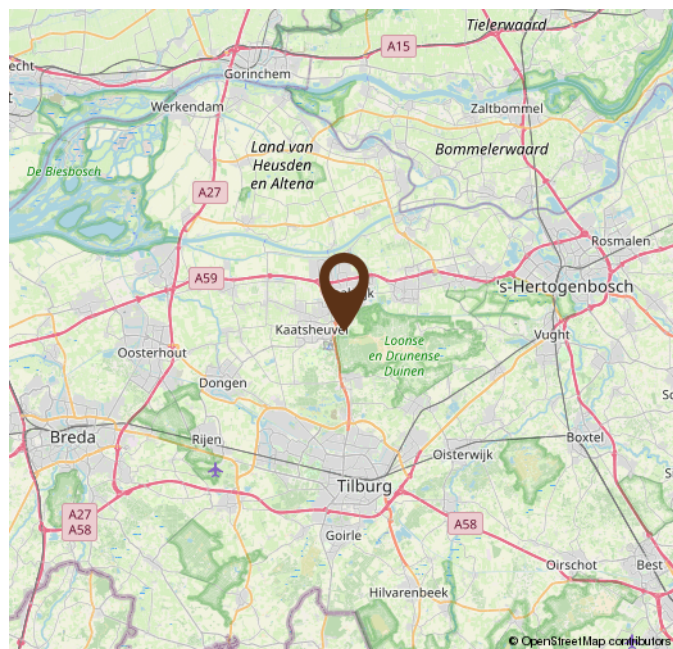 Tielerwaard
A15
echt
Gorinchem
Werkendam
Zaltbommel
Land van
Heusden
en Altena
Bommelerwaard
De Biesbosch
A27
Rosmalen
A59
's-Hertogenbosch
Kaatsheuvel
Vught
Loonse
en Drunense
Duinen
Oosterhout
Dongen
Breda
Rijen
Boxtel
Oisterwijk
Tilburg
A27
A58
A58
Goirle
Oirschot
Best
Hilvarenbeek
© OpenStreetMap contributors